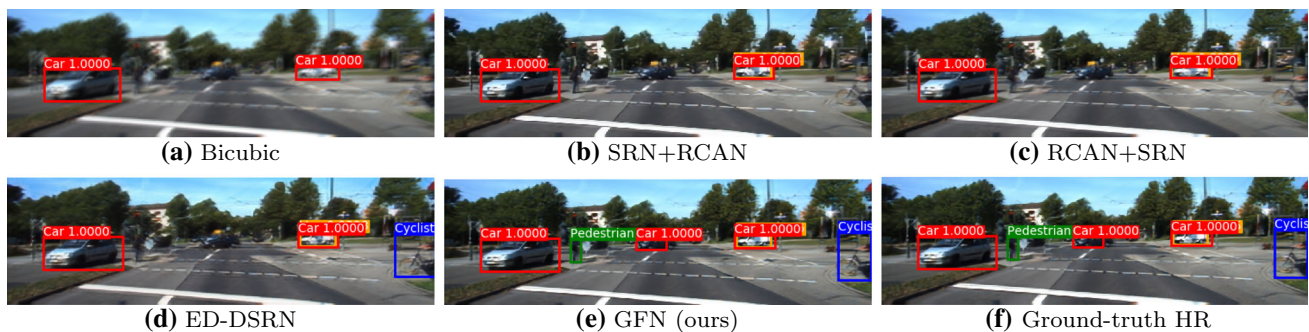 Car 1.0000 Car 1.0000
Car 1.0000 Car 1.0000
Car 1.0000 Car 1.0000
(a) Bicubic
(b) SRN+RCAN
(c) RCAN+SRN
Car 1.0000 Car 1.0000 Cyclist
Car 1.0000 Pedestrian Car 1.0000 Car 1.0000 Cyclis
Car 1.0000 Pedestrian Car 1.0000 Car 1.0000 Cyclis
(d) ED-DSRN
(e) GFN (ours)
(f) Ground-truth HR